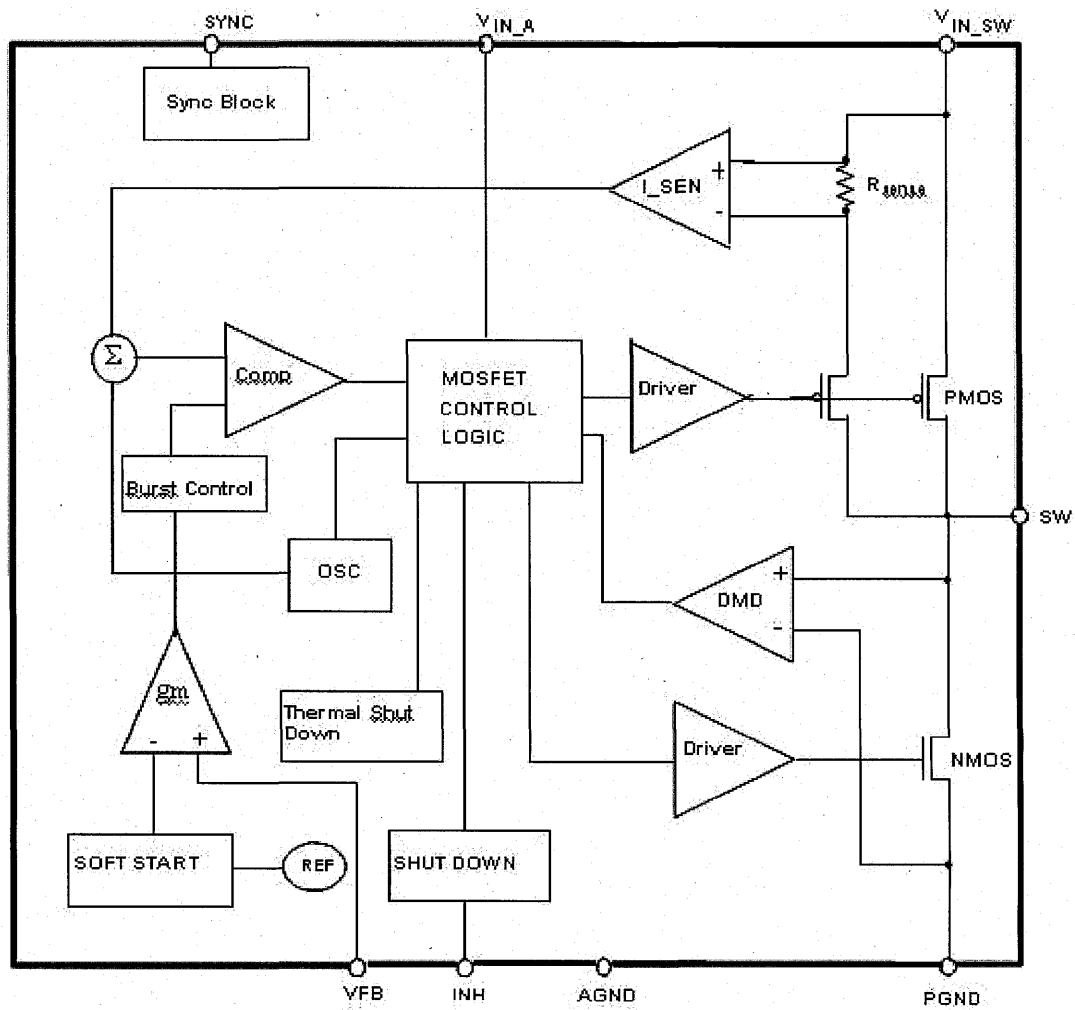 SYNC
VIN_A
VIN_SW
Sync Block
+
I_SEN
-
Rsense
Σ
Comp
MOSFET
CONTROL
LOGIC
Driver
PMOS
Burst Control
SW
OSC
+
DMD
-
gm
- +
Thermal Shut
Down
Driver
NMOS
SOFT START
REF
SHUT DOWN
VFB
INH
AGND
PGND